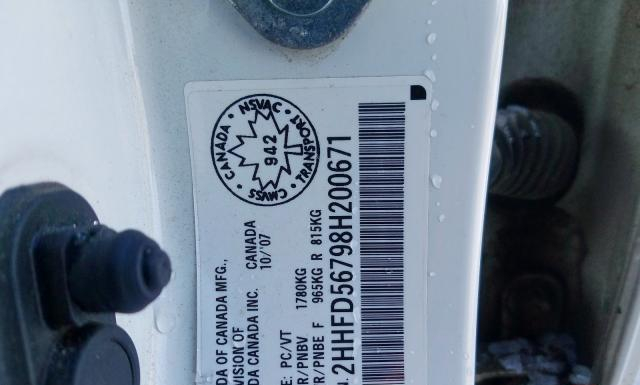 CANADA · NSVAC · TRANSPORT · CMVSS ·
942
DA OF CANADA MFG.,
VISION OF
DA CANADA INC. CANADA
10/07
E: PC/VT
R/PNBV 1780KG
R/PNBE F 965KG R 815KG
2HHFD56798H200671